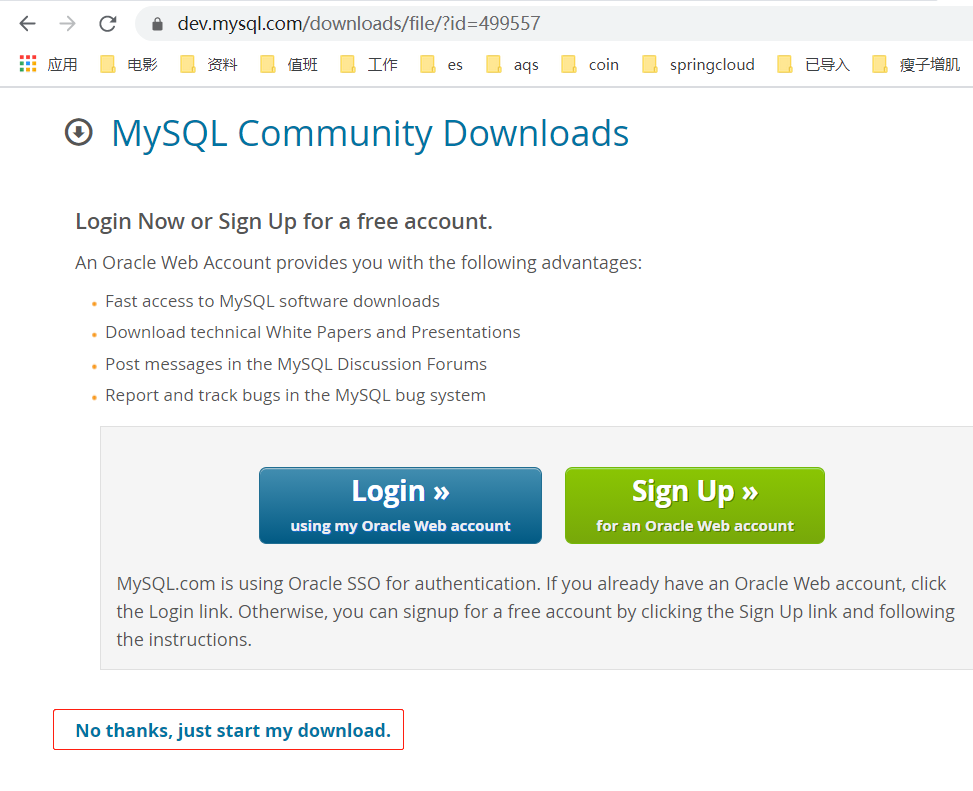 dev.mysql.com/downloads/file/?id=499557
应用 电影 资料 值班 工作 es aqs coin springcloud 已导入 瘦子增肌
MySQL Community Downloads
Login Now or Sign Up for a free account.
An Oracle Web Account provides you with the following advantages:
Fast access to MySQL software downloads
Download technical White Papers and Presentations
Post messages in the MySQL Discussion Forums
Report and track bugs in the MySQL bug system
Login » Sign Up »
using my Oracle Web account for an Oracle Web account
MySQL.com is using Oracle SSO for authentication. If you already have an Oracle Web account, click
the Login link. Otherwise, you can signup for a free account by clicking the Sign Up link and following
the instructions.
No thanks, just start my download.